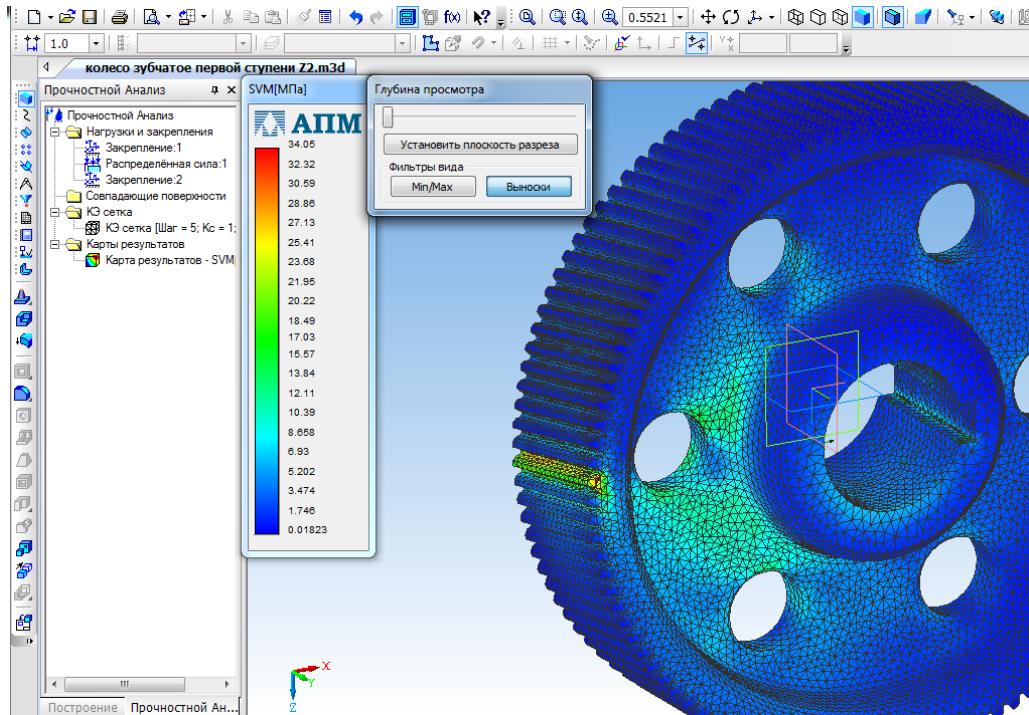 f(x)
0.5521
1.0
колесо зубчатое первой ступени Z2.m3d
Прочностной Анализ
Прочностной Анализ
Нагрузки и закрепления
Закрепление:1
Распределённая сила:1
Закрепление:2
Совпадающие поверхности
КЭ сетка
КЭ сетка [Шаг = 5; Кс = 1;
Карты результатов
Карта результатов - SVM
Построение
Прочностной Ан...
SVM[МПа]
АПМ
34.05
32.32
30.59
28.86
27.13
25.41
23.68
21.95
20.22
18.49
17.03
15.57
13.84
12.11
10.39
8.658
6.93
5.202
3.474
1.746
0.01823
Глубина просмотра
Установить плоскость разреза
Фильтры вида
Min/Max
Выноски
X
Y
Z